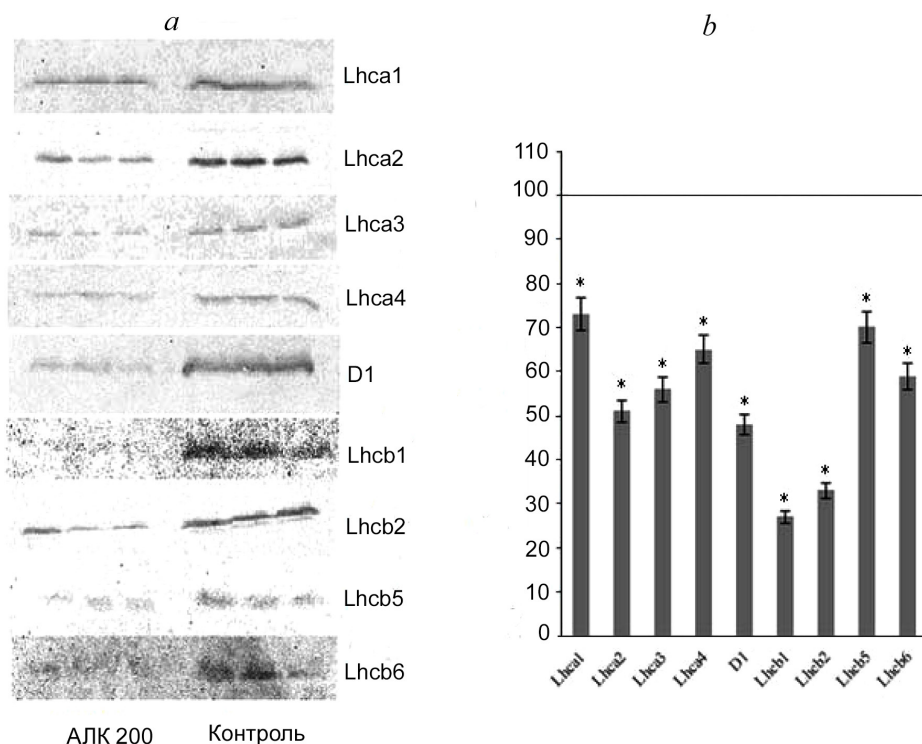 a
Lhca1
Lhca2
Lhca3
Lhca4
D1
Lhcb1
Lhcb2
Lhcb5
Lhcb6
АЛК 200 Контроль
b
110
100
90
80
70
60
50
40
30
20
10
0
* * * * * * * * *
Lhca1 Lhca2 Lhca3 Lhca4 D1 Lhcb1 Lhcb2 Lhcb5 Lhcb6